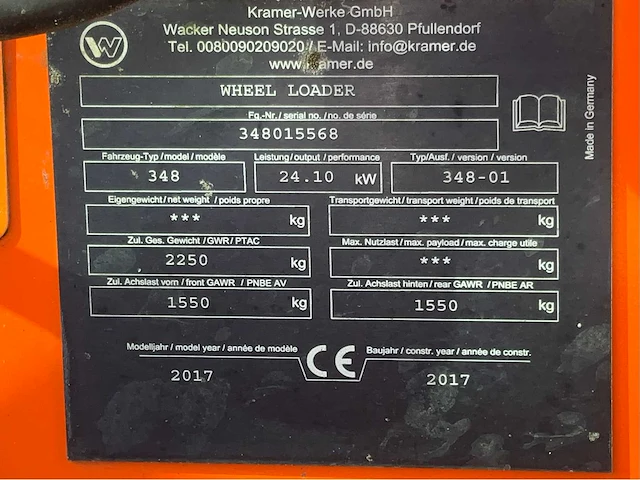 Kramer-Werke GmbH
Wacker Neuson Strasse 1, D-88630 Pfullendorf
Tel. 0080090209020 / E-Mail: info@kramer.de
www.kramer.de
W
WHEEL LOADER
Fg.-Nr./ serial no. / no. de série
348015568
Made in Germany
Fahrzeug-Typ / model / modèle Leistung/output / performance Typ/Ausf. / version / version
348 24.10 kW 348-01
Eigengewicht / net weight / poids propre Transportgewicht / transport weight / poids de transport
*** kg *** kg
Zul. Ges. Gewicht / GWR/ PTAC Max. Nutzlast / max. payload / max. charge utile
2250 kg *** kg
Zul. Achslast vorn / front GAWR / PNBE AV Zul. Achslast hinten / rear GAWR / PNBE AR
1550 kg 1550 kg
Modelljahr / model year / année de modèle CE Baujahr / constr. year / année de constr.
2017 2017